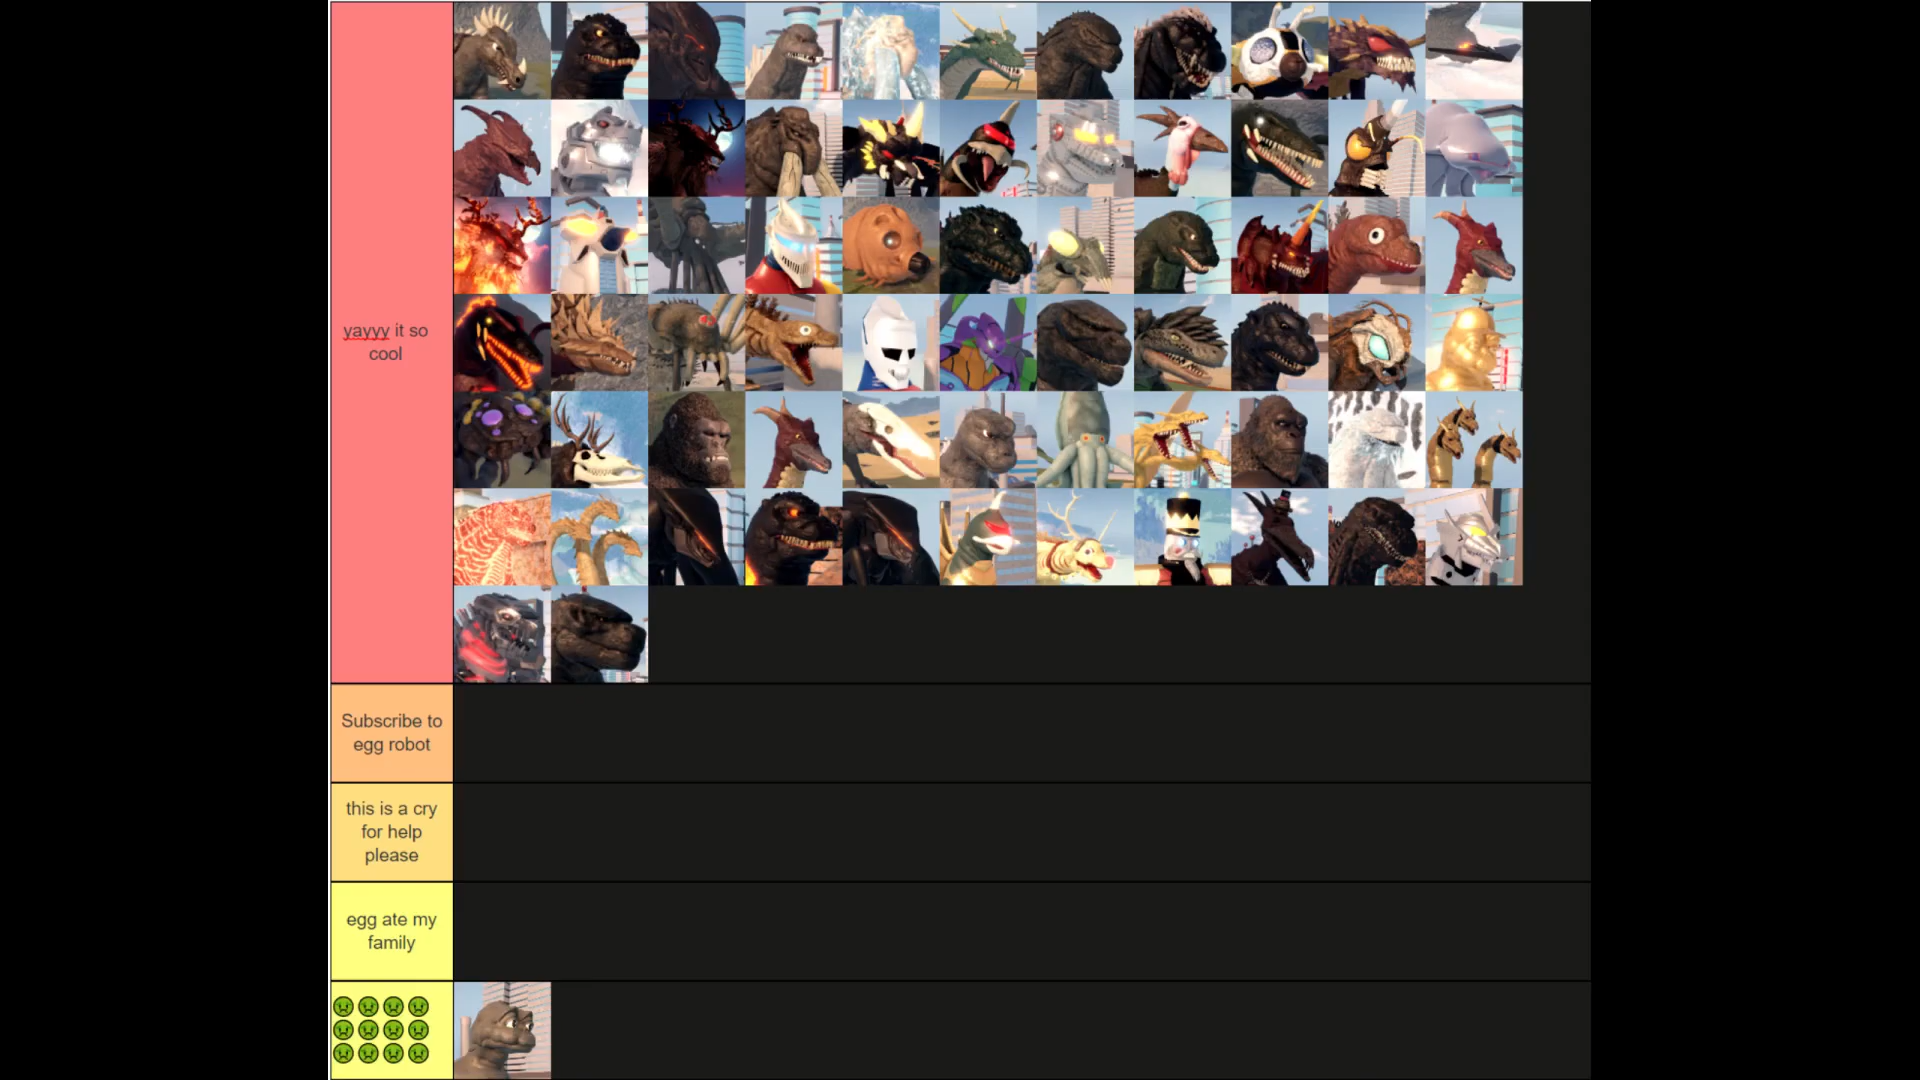 yayyy it so
cool
Subscribe to
egg robot
this is a cry
for help
please
egg ate my
family
🤢🤢🤢🤢
🤢🤢🤢🤢
🤢🤢🤢🤢